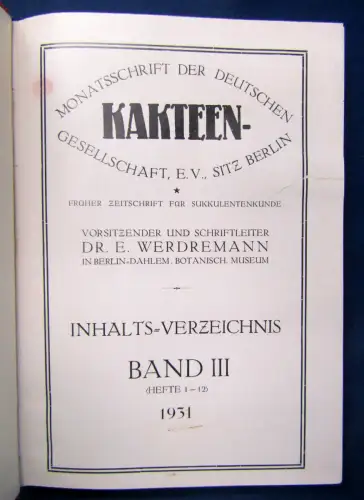 MONATSSCHRIFT DER DEUTSCHEN
KAKTEEN-
GESELLSCHAFT, E.V., SITZ BERLIN
★
FRÜHER ZEITSCHRIFT FÜR SUKKULENTENKUNDE
VORSITZENDER UND SCHRIFTLEITER
DR. E. WERDREMANN
IN BERLIN-DAHLEM, BOTANISCH. MUSEUM
INHALTS=VERZEICHNIS
BAND III
(HEFTE 1–12)
1931